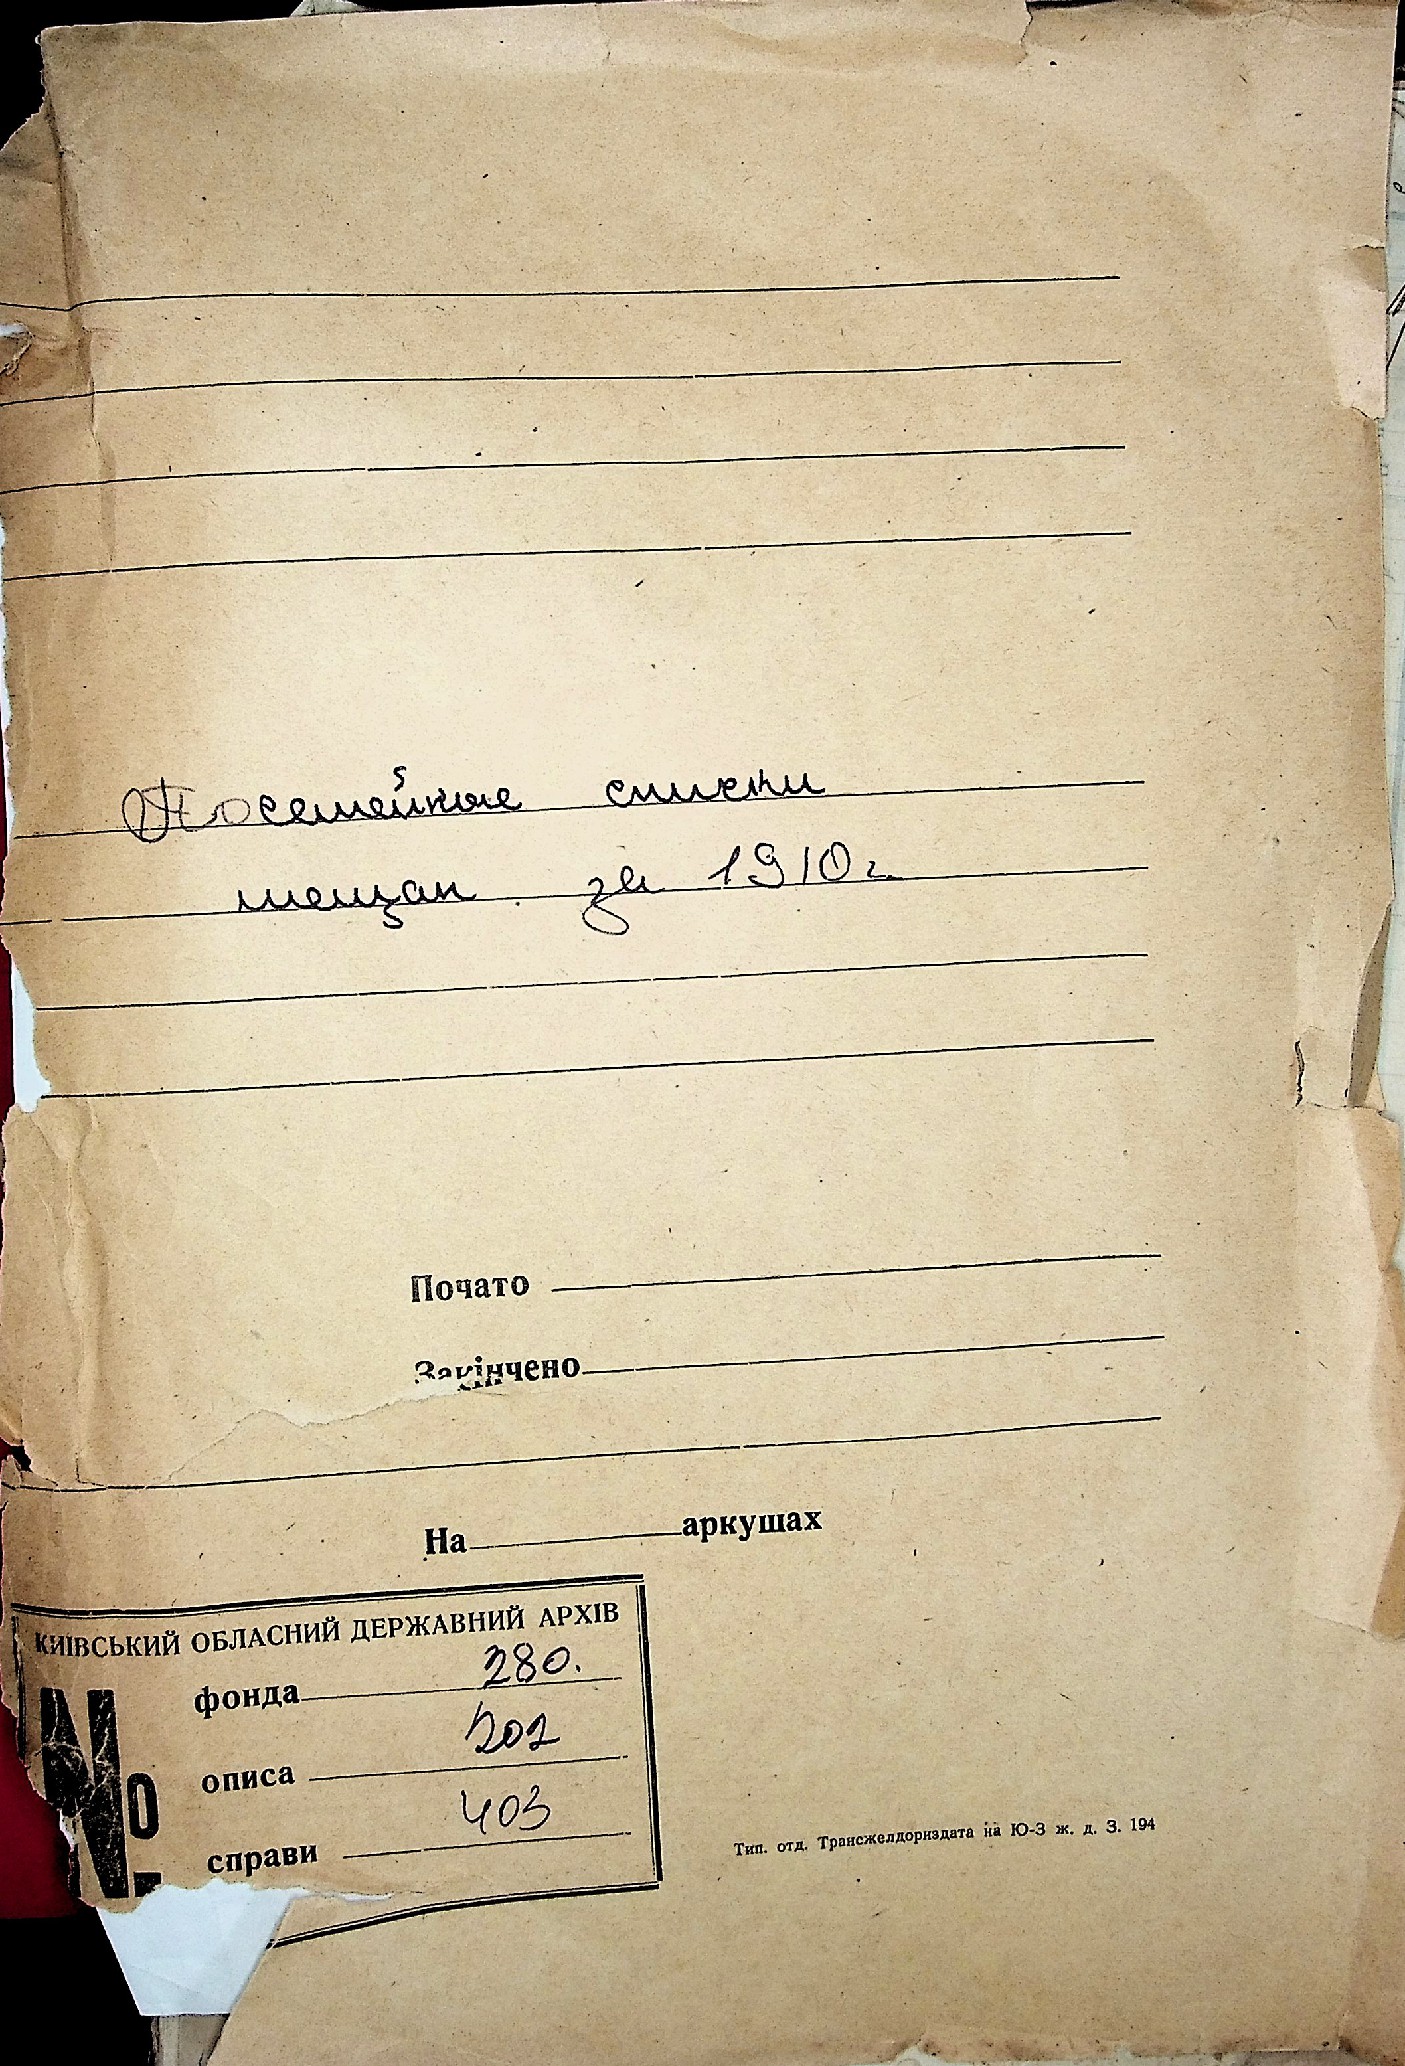 Посемейные списки
мещан за 1910 г.
Почато
Закінчено
На аркушах
КИЇВСЬКИЙ ОБЛАСНИЙ ДЕРЖАВНИЙ АРХІВ
№
фонда 280.
описа 202
справи 403
Тип. отд. Трансжелдориздата на Ю-З ж. д. З. 194